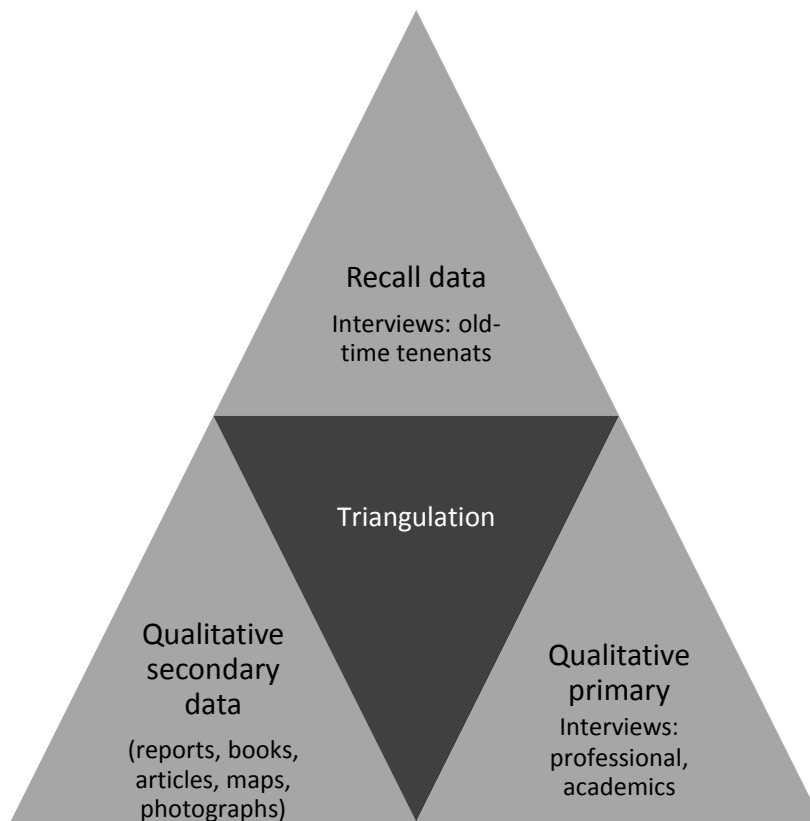 Recall data
Interviews: old-
time tenenats
Triangulation
Qualitative
secondary
data
(reports, books,
articles, maps,
photographs)
Qualitative
primary
Interviews:
professional,
academics